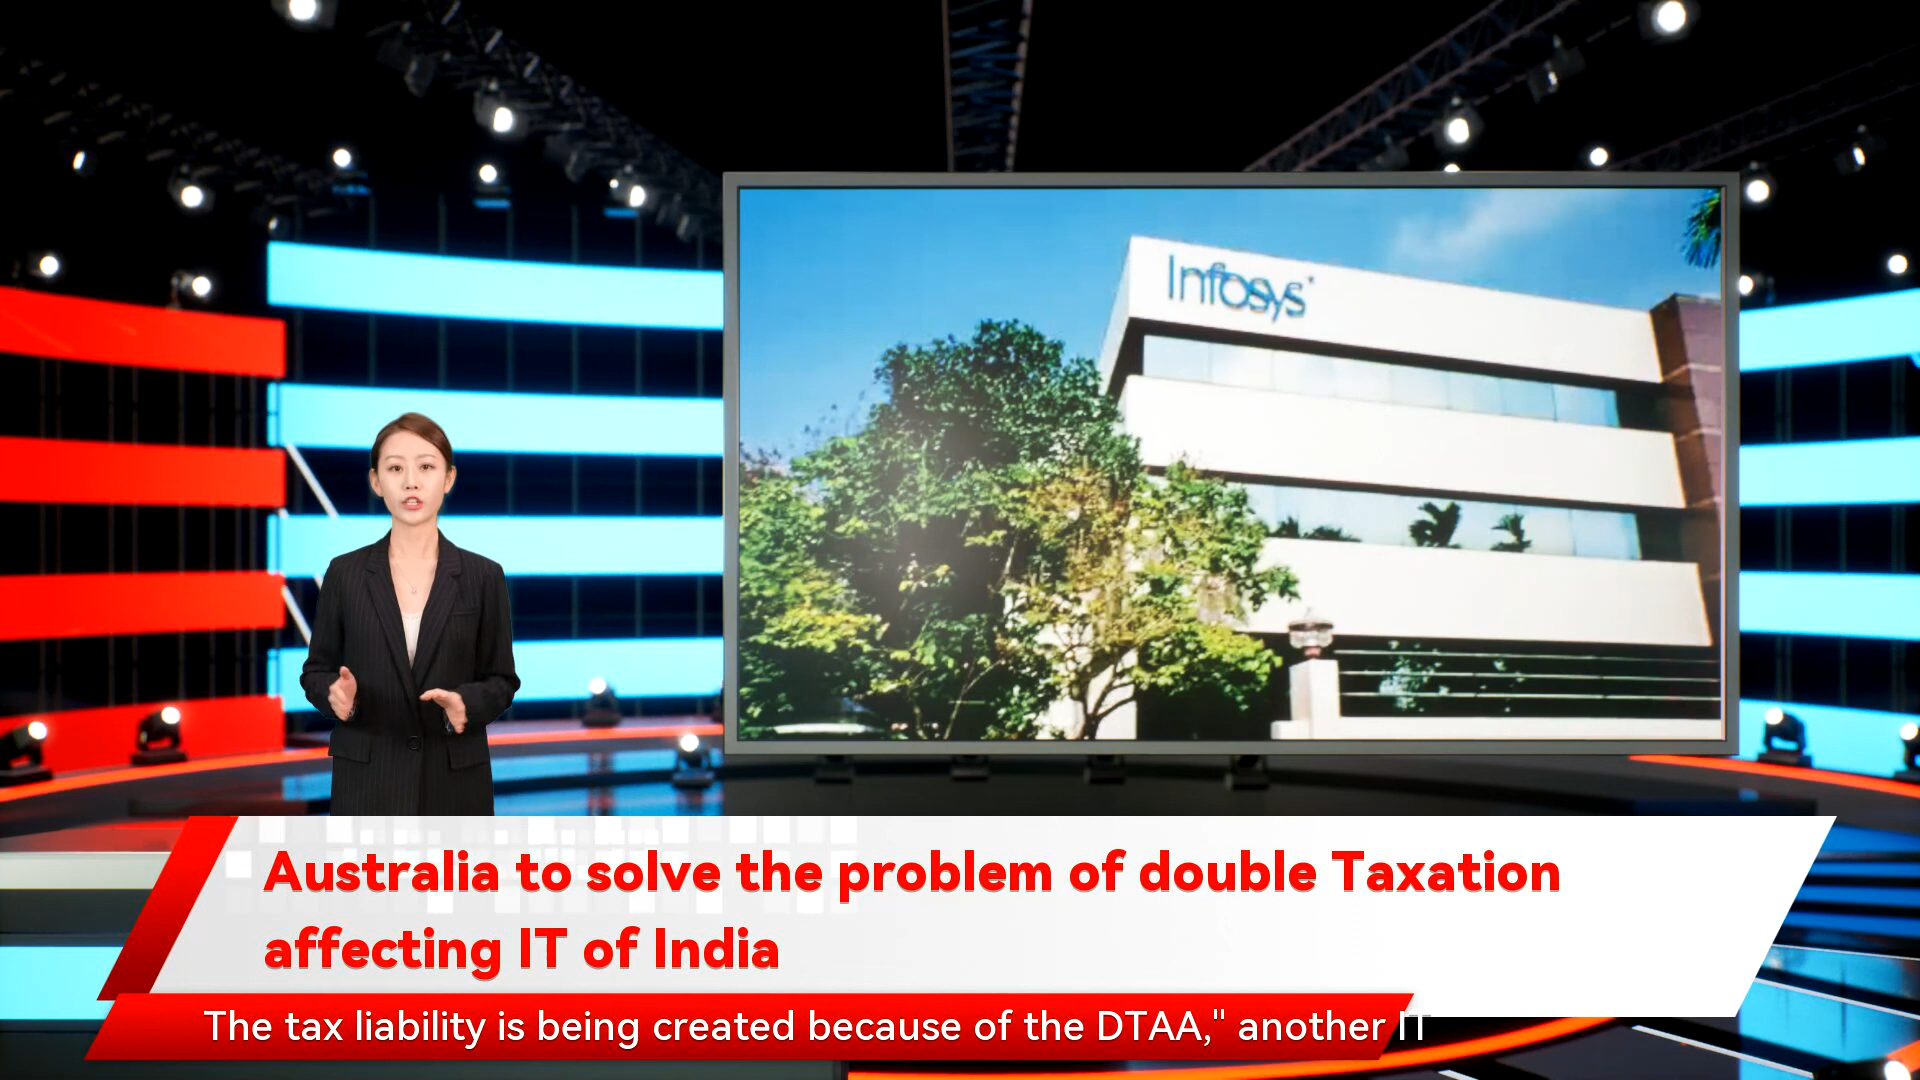 Infosys
Australia to solve the problem of double Taxation
affecting IT of India
The tax liability is being created because of the DTAA," another IT